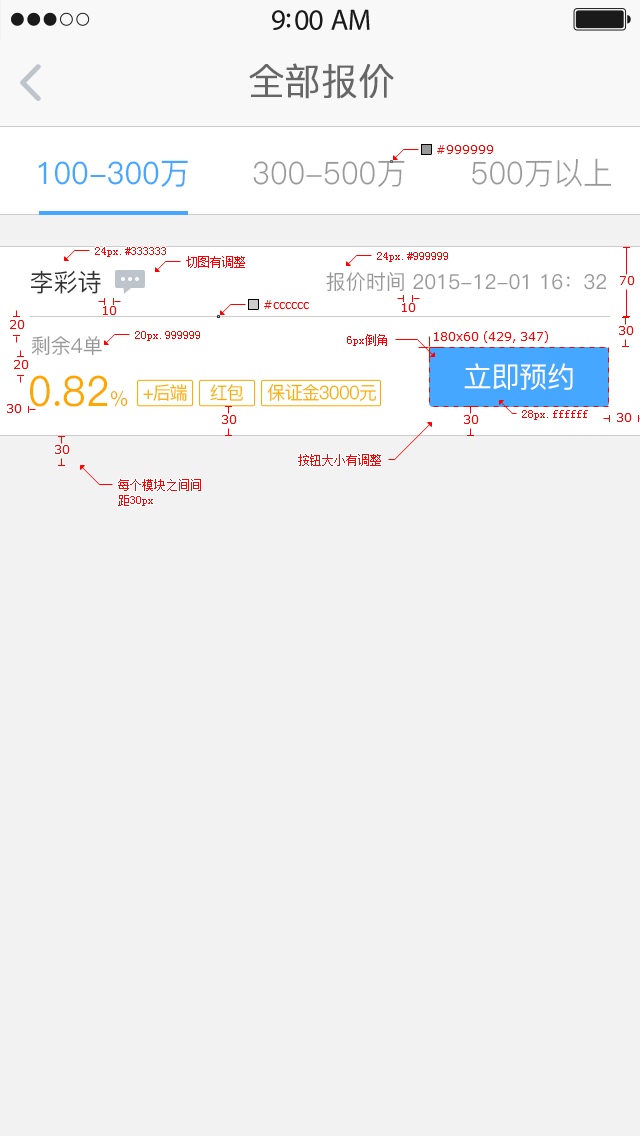 9:00 AM
全部报价
#999999
100-300万 300-500万 500万以上
24px.#333333 切图有调整 24px.#999999
李彩诗 报价时间 2015-12-01 16：32
70
10 #cccccc 10
20 30
20px.999999 6px倒角 180x60 (429, 347)
剩余4单
20
立即预约
0.82% +后端 红包 保证金3000元
30 30 30 28px.ffffff 30
30 按钮大小有调整
每个模块之间间
距30px